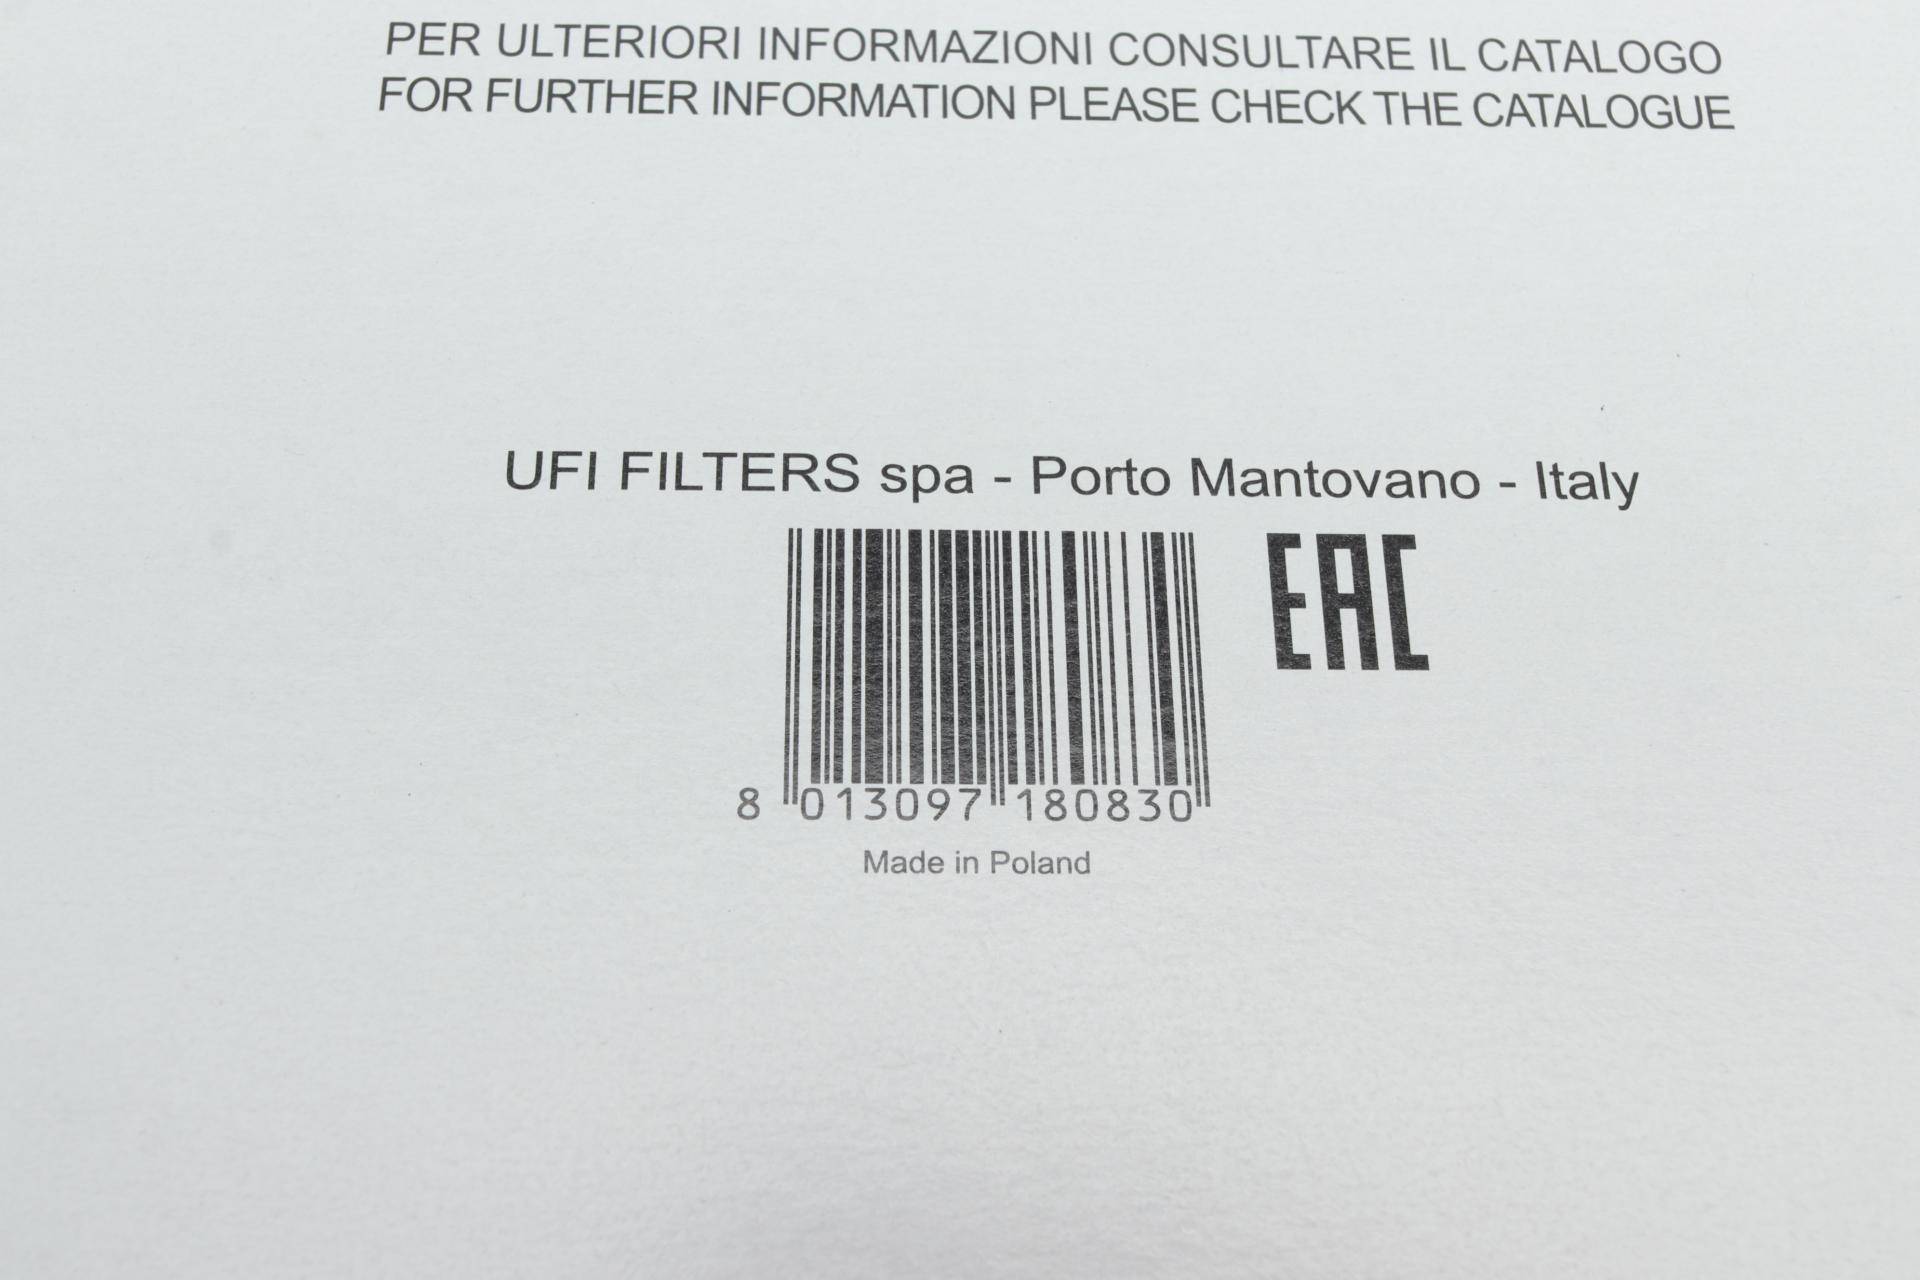 PER ULTERIORI INFORMAZIONI CONSULTARE IL CATALOGO
FOR FURTHER INFORMATION PLEASE CHECK THE CATALOGUE
UFI FILTERS spa - Porto Mantovano - Italy
EAC
8 013097 180830
Made in Poland